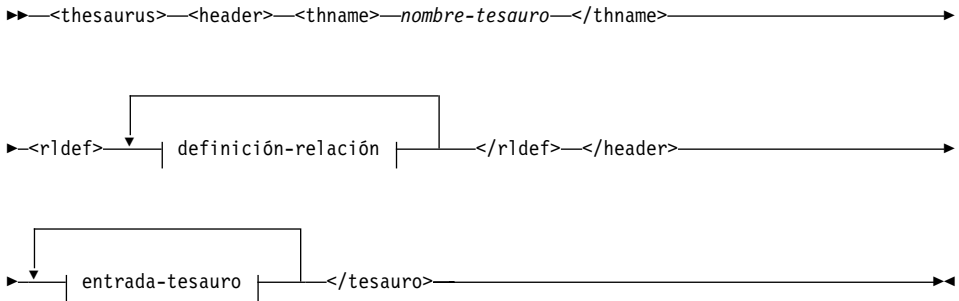 <thesaurus> <header> <thname> nombre-tesauro </thname>
<rldef> definición-relación </rldef> </header>
entrada-tesauro </tesauro>